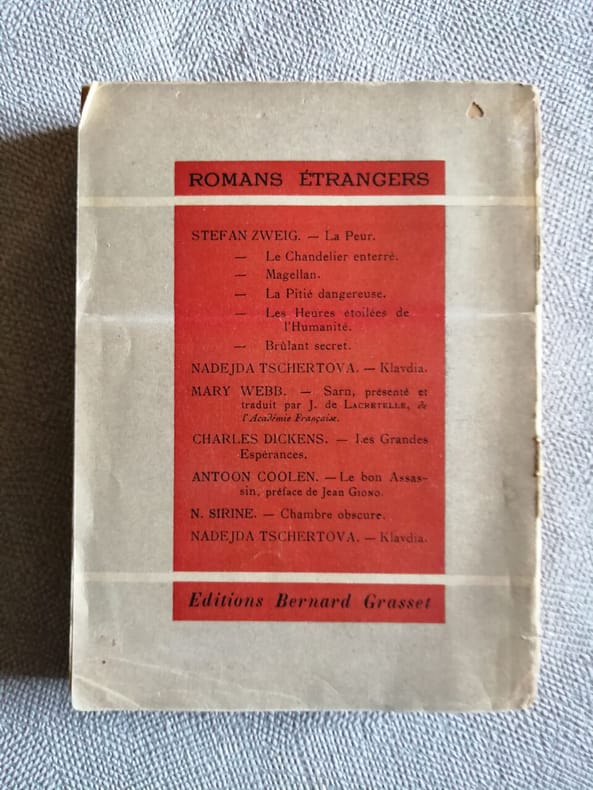 ROMANS ÉTRANGERS
STEFAN ZWEIG. — La Peur.
— Le Chandelier enterré.
— Magellan.
— La Pitié dangereuse.
— Les Heures étoilées de
l'Humanité.
— Brûlant secret.
NADEJDA TSCHERTOVA. — Klavdia.
MARY WEBB. — Sarn, présenté et
traduit par J. de LACRETELLE, de
l'Académie Française.
CHARLES DICKENS. — Les Grandes
Espérances.
ANTOON COOLEN. — Le bon Assas-
sin, préface de Jean GIONO.
N. SIRINE. — Chambre obscure.
NADEJDA TSCHERTOVA. — Klavdia.
Editions Bernard Grasset